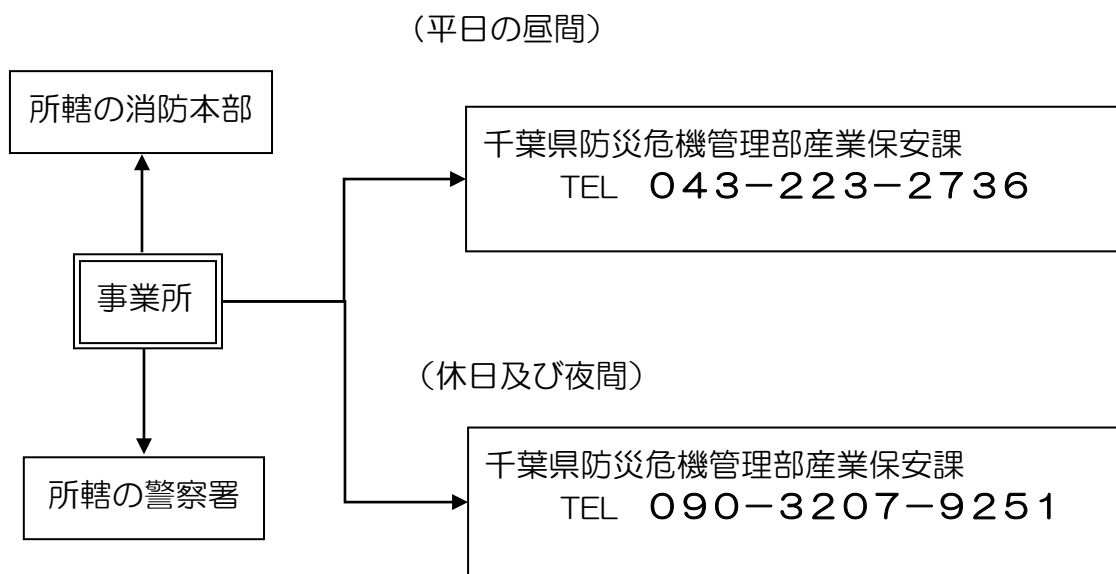 （平日の昼間）
所轄の消防本部
千葉県防災危機管理部産業保安課
TEL ０４３－２２３－２７３６
事業所
（休日及び夜間）
千葉県防災危機管理部産業保安課
TEL ０９０－３２０７－９２５１
所轄の警察署